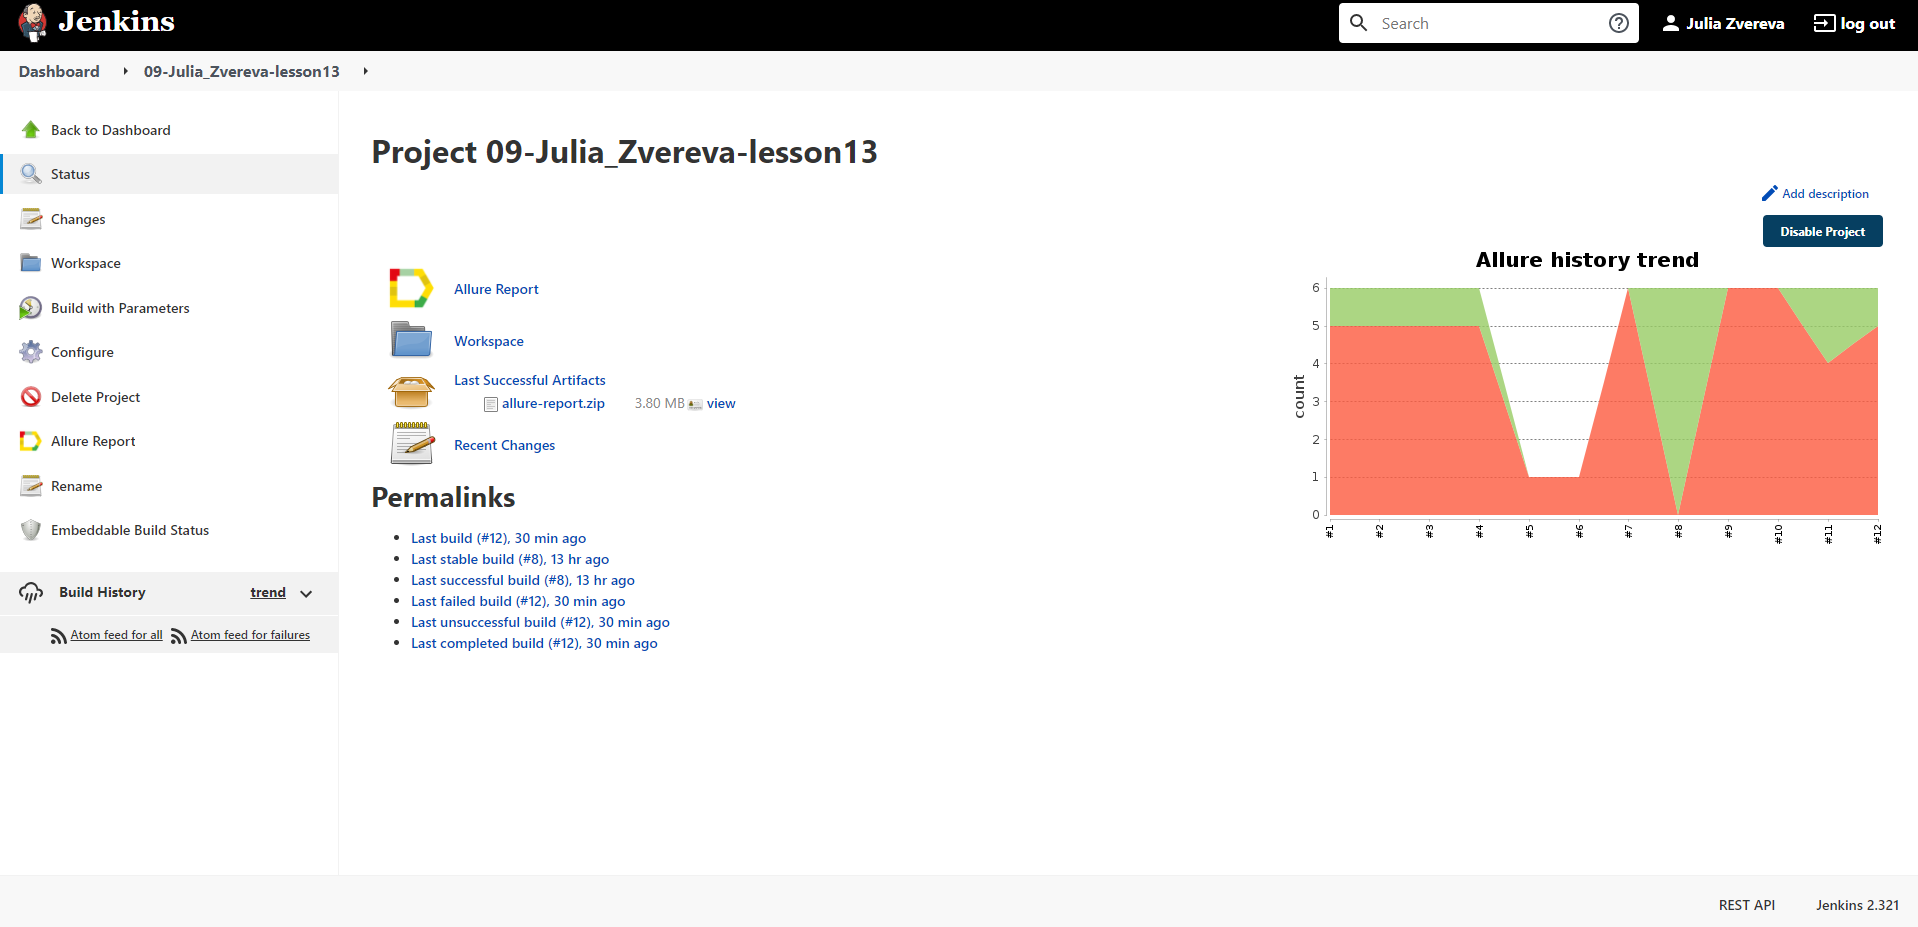 Jenkins
Search
Julia Zvereva
log out
Dashboard
09-Julia_Zvereva-lesson13
Back to Dashboard
Status
Changes
Workspace
Build with Parameters
Configure
Delete Project
Allure Report
Rename
Embeddable Build Status
Build History
trend
Atom feed for all
Atom feed for failures
Project 09-Julia_Zvereva-lesson13
Add description
Disable Project
Allure Report
Workspace
Last Successful Artifacts
allure-report.zip 3.80 MB view
Recent Changes
Permalinks
Last build (#12), 30 min ago
Last stable build (#8), 13 hr ago
Last successful build (#8), 13 hr ago
Last failed build (#12), 30 min ago
Last unsuccessful build (#12), 30 min ago
Last completed build (#12), 30 min ago
Allure history trend
count
6
5
4
3
2
1
0
#1
#2
#3
#4
#5
#6
#7
#8
#9
#10
#11
#12
REST API
Jenkins 2.321